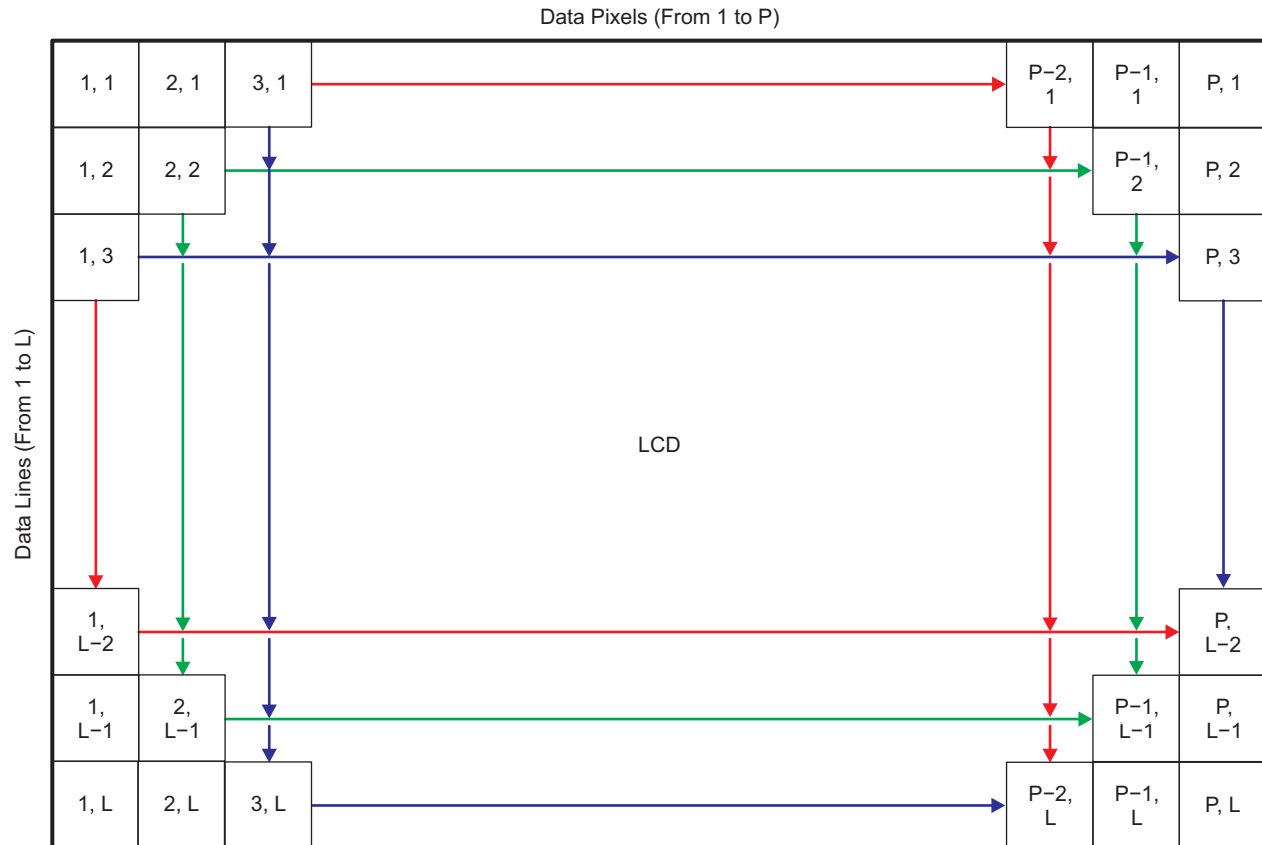 Data Pixels (From 1 to P)
1, 1
2, 1
3, 1
P−2,
1
P−1,
1
P, 1
1, 2
2, 2
P−1,
2
P, 2
1, 3
P, 3
Data Lines (From 1 to L)
LCD
1,
L−2
P,
L−2
1,
L−1
2,
L−1
P−1,
L−1
P,
L−1
1, L
2, L
3, L
P−2,
L
P−1,
L
P, L